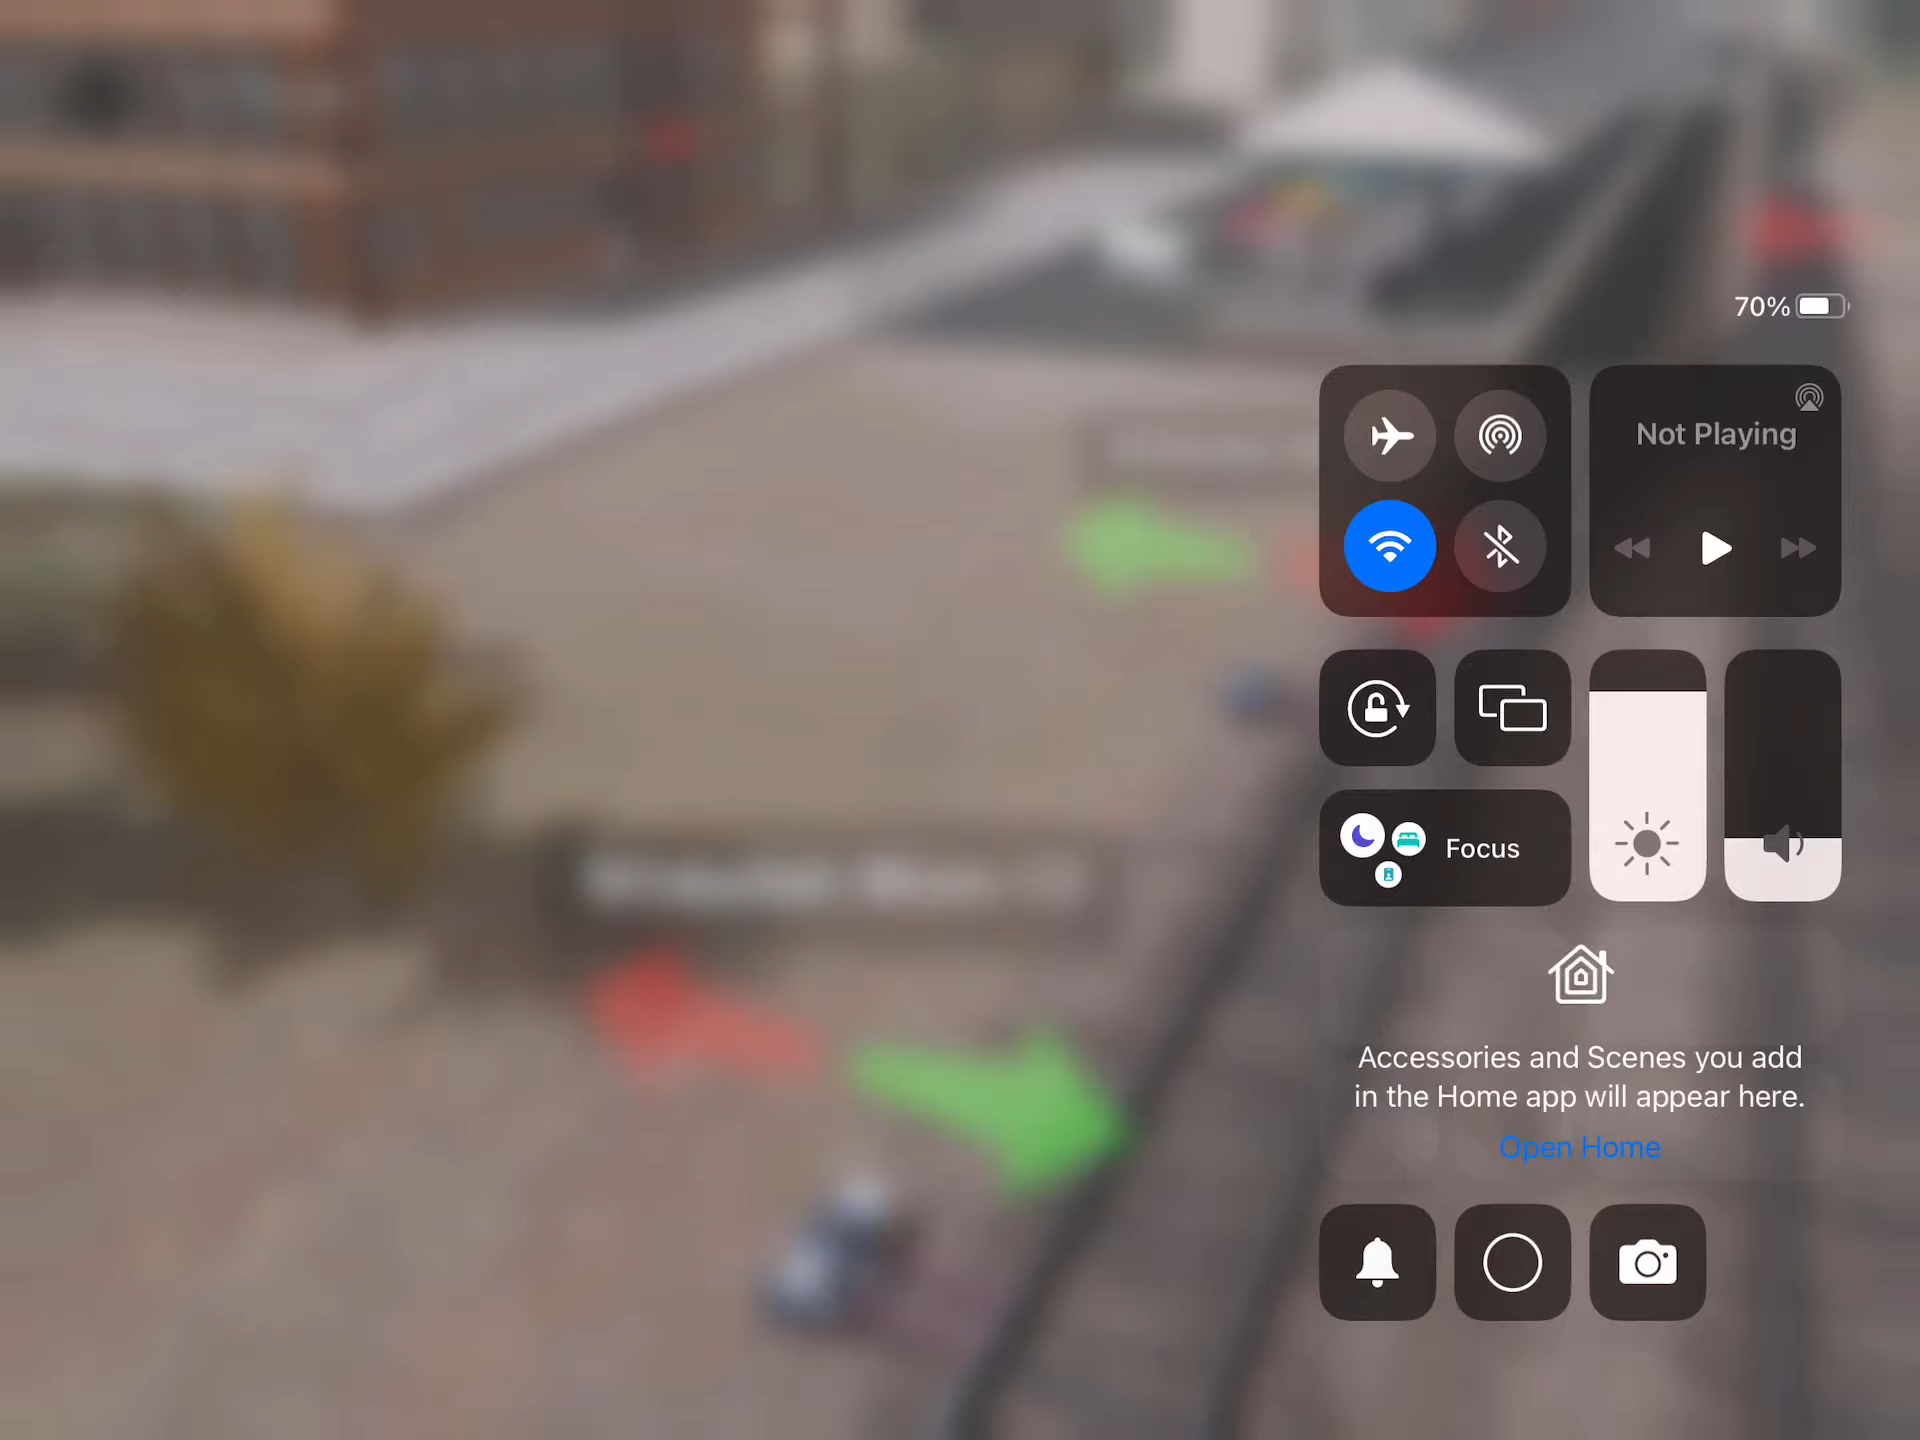 70%
Not Playing
Focus
Accessories and Scenes you add
in the Home app will appear here.
Open Home